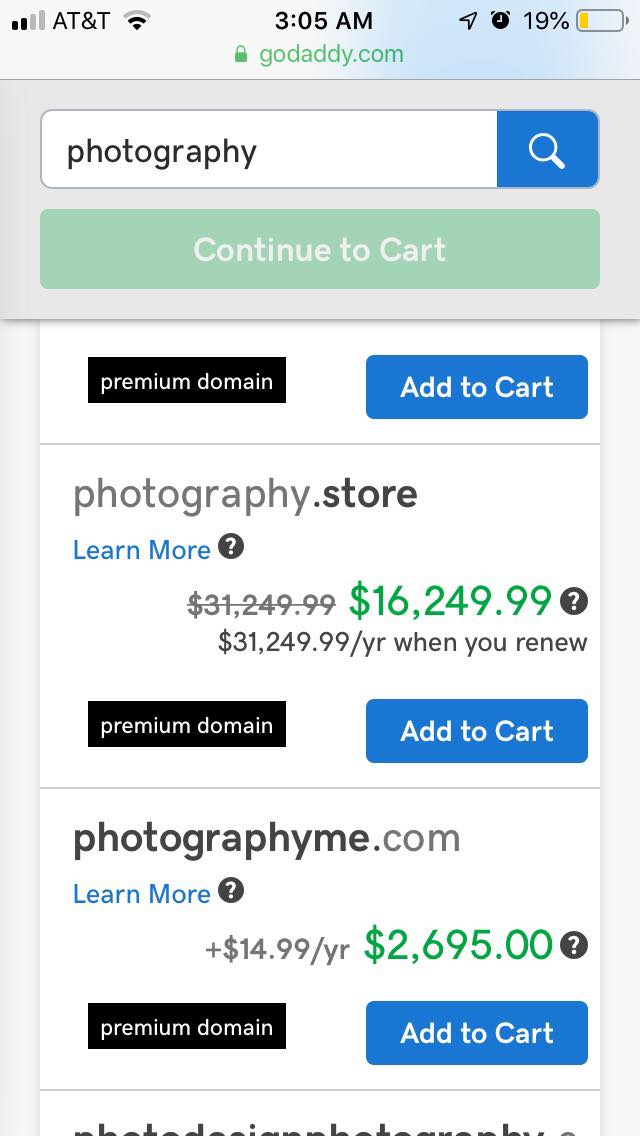 AT&T 3:05 AM 19%
godaddy.com
photography
Continue to Cart
premium domain Add to Cart
photography.store
Learn More ?
$31,249.99 $16,249.99 ?
$31,249.99/yr when you renew
premium domain Add to Cart
photographyme.com
Learn More ?
+$14.99/yr $2,695.00 ?
premium domain Add to Cart
photodesignphotography